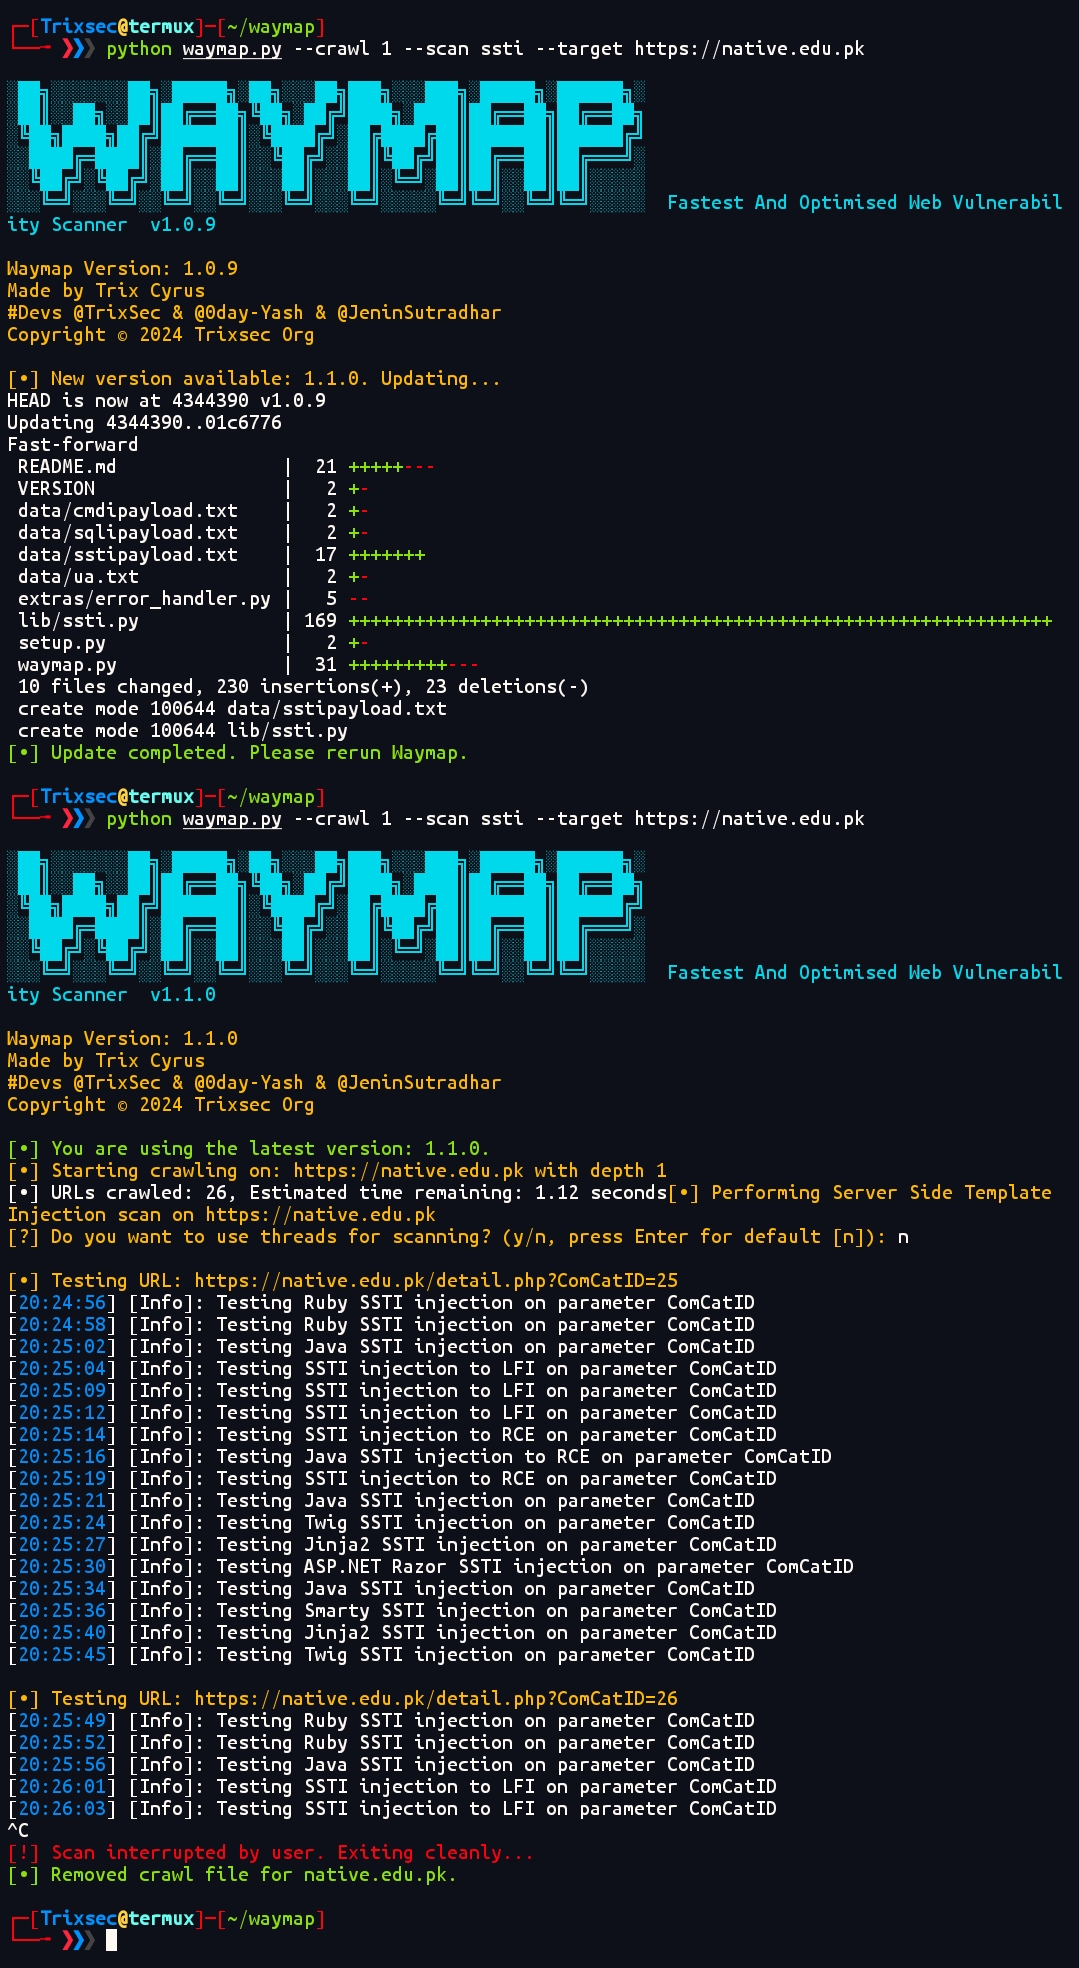 ┌─[Trixsec@termux]─[~/waymap]
└──╼ ❯❯❯ python waymap.py --crawl 1 --scan ssti --target https://native.edu.pk
WAYMAP
Fastest And Optimised Web Vulnerabil
ity Scanner  v1.0.9
Waymap Version: 1.0.9
Made by Trix Cyrus
#Devs @TrixSec & @0day-Yash & @JeninSutradhar
Copyright © 2024 Trixsec Org
[•] New version available: 1.1.0. Updating...
HEAD is now at 4344390 v1.0.9
Updating 4344390..01c6776
Fast-forward
 README.md               |  21 +++++---
 VERSION                 |   2 +-
 data/cmdipayload.txt    |   2 +-
 data/sqlipayload.txt    |   2 +-
 data/sstipayload.txt    |  17 +++++++
 data/ua.txt             |   2 +-
 extras/error_handler.py |   5 --
 lib/ssti.py             | 169 ++++++++++++++++++++++++++++++++++++++++++++++++++++++++++++++++
 setup.py                |   2 +-
 waymap.py               |  31 +++++++++---
 10 files changed, 230 insertions(+), 23 deletions(-)
 create mode 100644 data/sstipayload.txt
 create mode 100644 lib/ssti.py
[•] Update completed. Please rerun Waymap.
┌─[Trixsec@termux]─[~/waymap]
└──╼ ❯❯❯ python waymap.py --crawl 1 --scan ssti --target https://native.edu.pk
WAYMAP
Fastest And Optimised Web Vulnerabil
ity Scanner  v1.1.0
Waymap Version: 1.1.0
Made by Trix Cyrus
#Devs @TrixSec & @0day-Yash & @JeninSutradhar
Copyright © 2024 Trixsec Org
[•] You are using the latest version: 1.1.0.
[•] Starting crawling on: https://native.edu.pk with depth 1
[•] URLs crawled: 26, Estimated time remaining: 1.12 seconds[•] Performing Server Side Template
Injection scan on https://native.edu.pk
[?] Do you want to use threads for scanning? (y/n, press Enter for default [n]): n
[•] Testing URL: https://native.edu.pk/detail.php?ComCatID=25
[20:24:56] [Info]: Testing Ruby SSTI injection on parameter ComCatID
[20:24:58] [Info]: Testing Ruby SSTI injection on parameter ComCatID
[20:25:02] [Info]: Testing Java SSTI injection on parameter ComCatID
[20:25:04] [Info]: Testing SSTI injection to LFI on parameter ComCatID
[20:25:09] [Info]: Testing SSTI injection to LFI on parameter ComCatID
[20:25:12] [Info]: Testing SSTI injection to LFI on parameter ComCatID
[20:25:14] [Info]: Testing SSTI injection to RCE on parameter ComCatID
[20:25:16] [Info]: Testing Java SSTI injection to RCE on parameter ComCatID
[20:25:19] [Info]: Testing SSTI injection to RCE on parameter ComCatID
[20:25:21] [Info]: Testing Java SSTI injection on parameter ComCatID
[20:25:24] [Info]: Testing Twig SSTI injection on parameter ComCatID
[20:25:27] [Info]: Testing Jinja2 SSTI injection on parameter ComCatID
[20:25:30] [Info]: Testing ASP.NET Razor SSTI injection on parameter ComCatID
[20:25:34] [Info]: Testing Java SSTI injection on parameter ComCatID
[20:25:36] [Info]: Testing Smarty SSTI injection on parameter ComCatID
[20:25:40] [Info]: Testing Jinja2 SSTI injection on parameter ComCatID
[20:25:45] [Info]: Testing Twig SSTI injection on parameter ComCatID
[•] Testing URL: https://native.edu.pk/detail.php?ComCatID=26
[20:25:49] [Info]: Testing Ruby SSTI injection on parameter ComCatID
[20:25:52] [Info]: Testing Ruby SSTI injection on parameter ComCatID
[20:25:56] [Info]: Testing Java SSTI injection on parameter ComCatID
[20:26:01] [Info]: Testing SSTI injection to LFI on parameter ComCatID
[20:26:03] [Info]: Testing SSTI injection to LFI on parameter ComCatID
^C
[!] Scan interrupted by user. Exiting cleanly...
[•] Removed crawl file for native.edu.pk.
┌─[Trixsec@termux]─[~/waymap]
└──╼ ❯❯❯